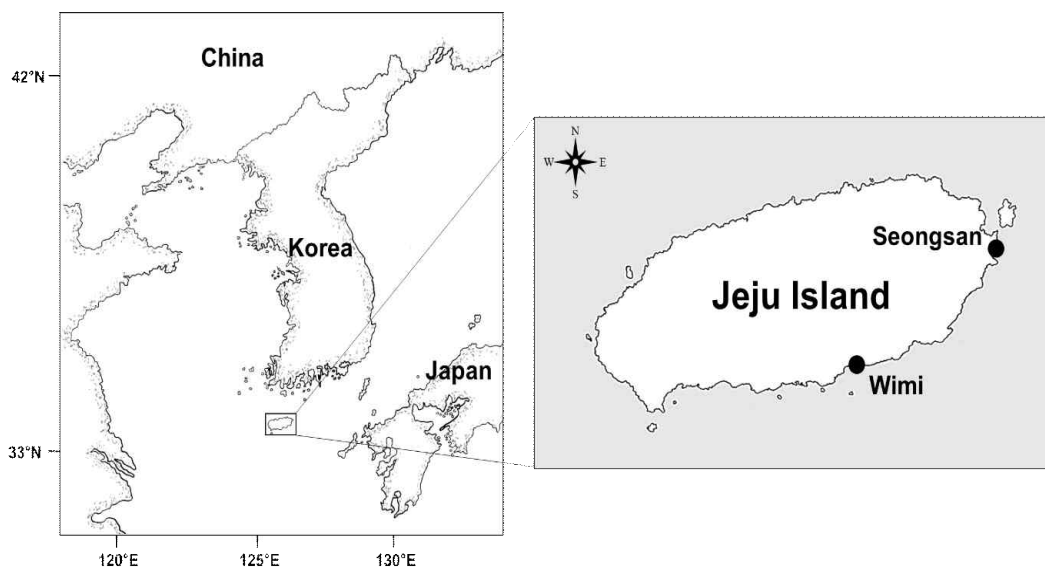 China
42°N
Korea
Japan
33°N
120°E
125°E
130°E
N
W
E
S
Seongsan
Jeju Island
Wimi